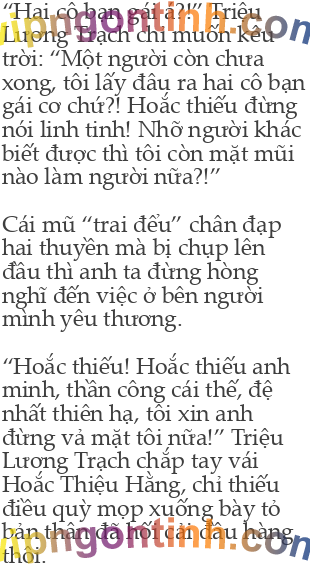 “Hai cô bạn gái á?!” Triệu
Lương Trạch chỉ muốn kêu
trời: “Một người còn chưa
xong, tôi lấy đâu ra hai cô bạn
gái cơ chứ?! Hoắc thiếu đừng
nói linh tinh! Nhỡ người khác
biết được thì tôi còn mặt mũi
nào làm người nữa?!”
Cái mũ “trai đểu” chân đạp
hai thuyền mà bị chụp lên
đầu thì anh ta đừng hòng
nghĩ đến việc ở bên người
mình yêu thương.
“Hoắc thiếu! Hoắc thiếu anh
minh, thần công cái thế, đệ
nhất thiên hạ, tôi xin anh
đừng vả mặt tôi nữa!” Triệu
Lương Trạch chắp tay vái
Hoắc Thiệu Hằng, chỉ thiếu
điều quỳ mọp xuống bày tỏ
bản thân đã hối cải đầu hàng
thôi.
vipngontinh.com
vipngontinh.com